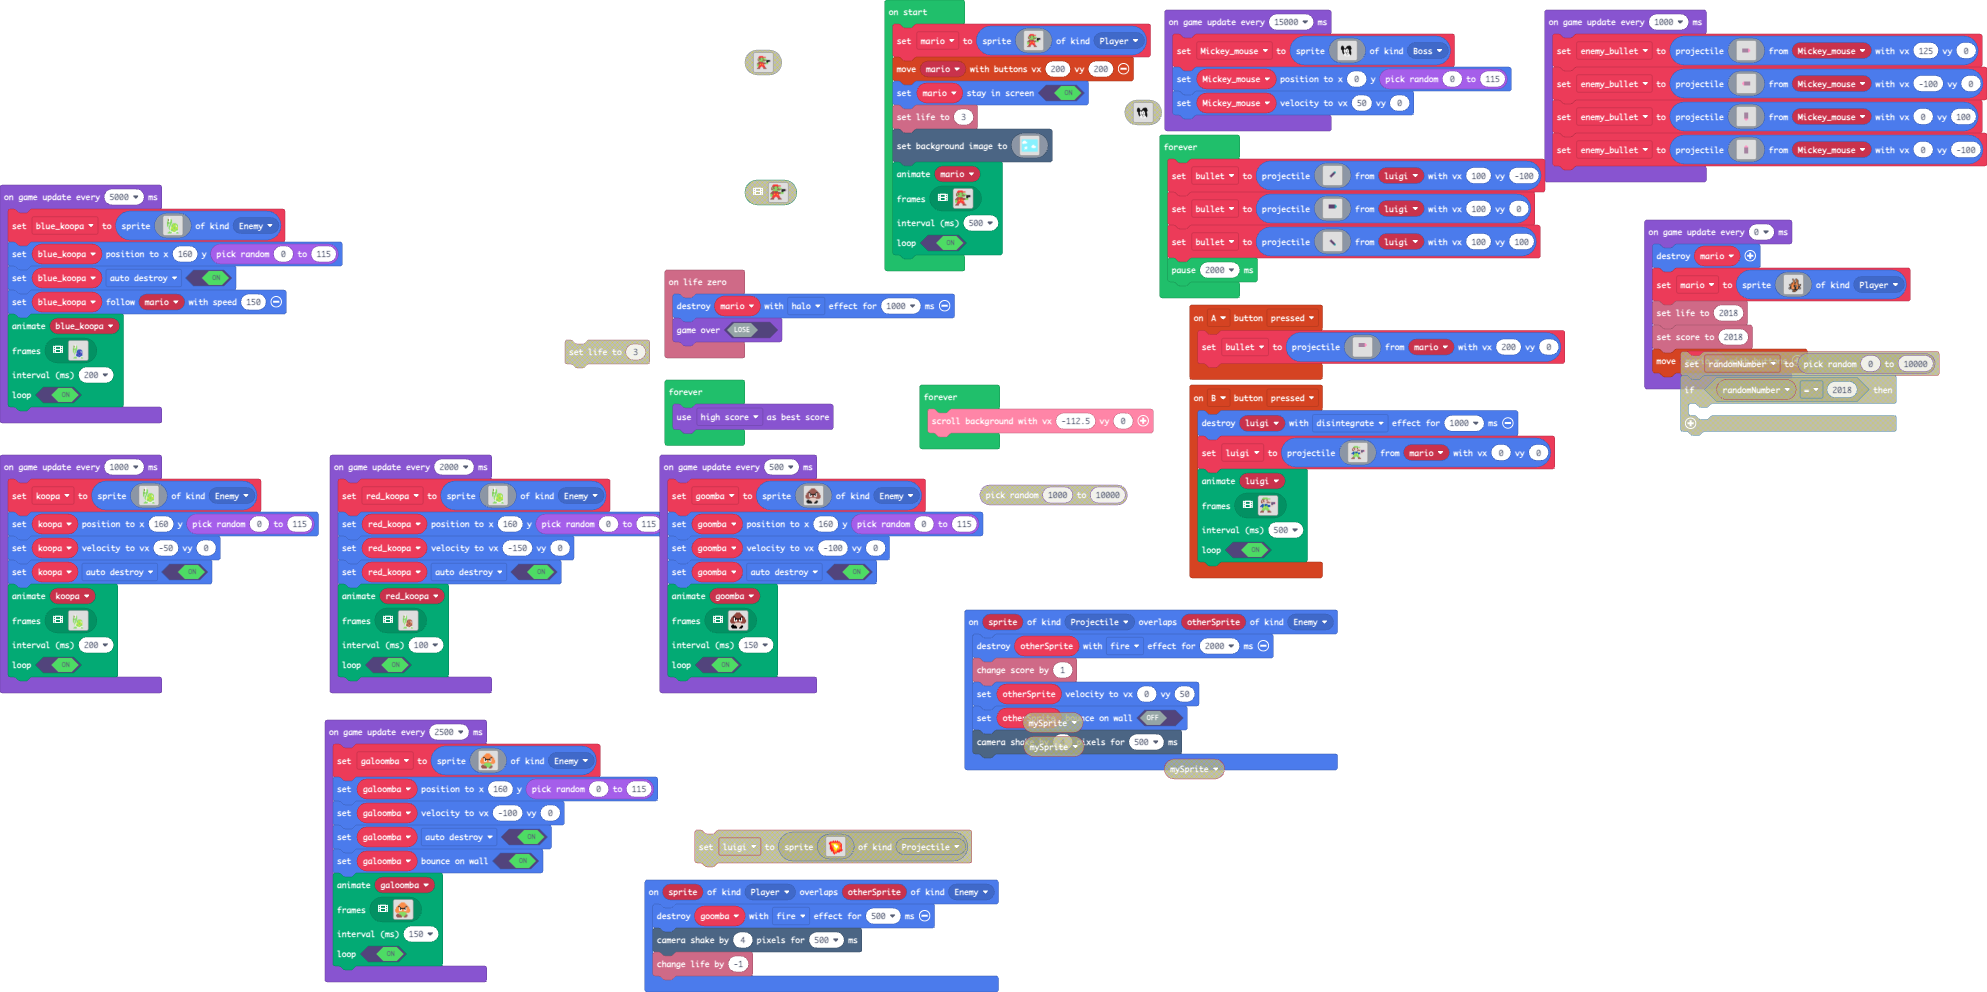 on start
set mario to sprite of kind Player
move mario with buttons vx 200 vy 200
set mario stay in screen ON
set life to 3
set background image to
animate mario
frames
interval (ms) 500
loop ON
on game update every 15000 ms
set Mickey_mouse to sprite of kind Boss
set Mickey_mouse position to x 0 y pick random 0 to 115
set Mickey_mouse velocity to vx 50 vy 0
on game update every 1000 ms
set enemy_bullet to projectile from Mickey_mouse with vx 125 vy 0
set enemy_bullet to projectile from Mickey_mouse with vx -100 vy 0
set enemy_bullet to projectile from Mickey_mouse with vx 0 vy 100
set enemy_bullet to projectile from Mickey_mouse with vx 0 vy -100
forever
set bullet to projectile from luigi with vx 100 vy -100
set bullet to projectile from luigi with vx 100 vy 0
set bullet to projectile from luigi with vx 100 vy 100
pause 2000 ms
on game update every 5000 ms
set blue_koopa to sprite of kind Enemy
set blue_koopa position to x 160 y pick random 0 to 115
set blue_koopa auto destroy ON
set blue_koopa follow mario with speed 150
animate blue_koopa
frames
interval (ms) 200
loop ON
on game update every 0 ms
destroy mario
set mario to sprite of kind Player
set life to 2018
set score to 2018
move
set randomNumber to pick random 0 to 10000
if randomNumber = 2018 then
on life zero
destroy mario with halo effect for 1000 ms
game over LOSE
set life to 3
on A button pressed
set bullet to projectile from mario with vx 200 vy 0
forever
use high score as best score
forever
scroll background with vx -112.5 vy 0
on B button pressed
destroy luigi with disintegrate effect for 1000 ms
set luigi to projectile from mario with vx 0 vy 0
animate luigi
frames
interval (ms) 500
loop ON
on game update every 1000 ms
set koopa to sprite of kind Enemy
set koopa position to x 160 y pick random 0 to 115
set koopa velocity to vx -50 vy 0
set koopa auto destroy ON
animate koopa
frames
interval (ms) 200
loop ON
on game update every 2000 ms
set red_koopa to sprite of kind Enemy
set red_koopa position to x 160 y pick random 0 to 115
set red_koopa velocity to vx -150 vy 0
set red_koopa auto destroy ON
animate red_koopa
frames
interval (ms) 100
loop ON
on game update every 500 ms
set goomba to sprite of kind Enemy
set goomba position to x 160 y pick random 0 to 115
set goomba velocity to vx -100 vy 0
set goomba auto destroy ON
animate goomba
frames
interval (ms) 150
loop ON
pick random 1000 to 10000
on sprite of kind Projectile overlaps otherSprite of kind Enemy
destroy otherSprite with fire effect for 2000 ms
change score by 1
set otherSprite velocity to vx 0 vy 50
set on wall OFF
mySprite
camera pixels for 500 ms
mySprite
mySprite
on game update every 2500 ms
set galoomba to sprite of kind Enemy
set galoomba position to x 160 y pick random 0 to 115
set galoomba velocity to vx -100 vy 0
set galoomba auto destroy ON
set galoomba bounce on wall ON
animate galoomba
frames
interval (ms) 150
loop ON
set luigi to sprite of kind Projectile
on sprite of kind Player overlaps otherSprite of kind Enemy
destroy goomba with fire effect for 500 ms
camera shake by 4 pixels for 500 ms
change life by -1